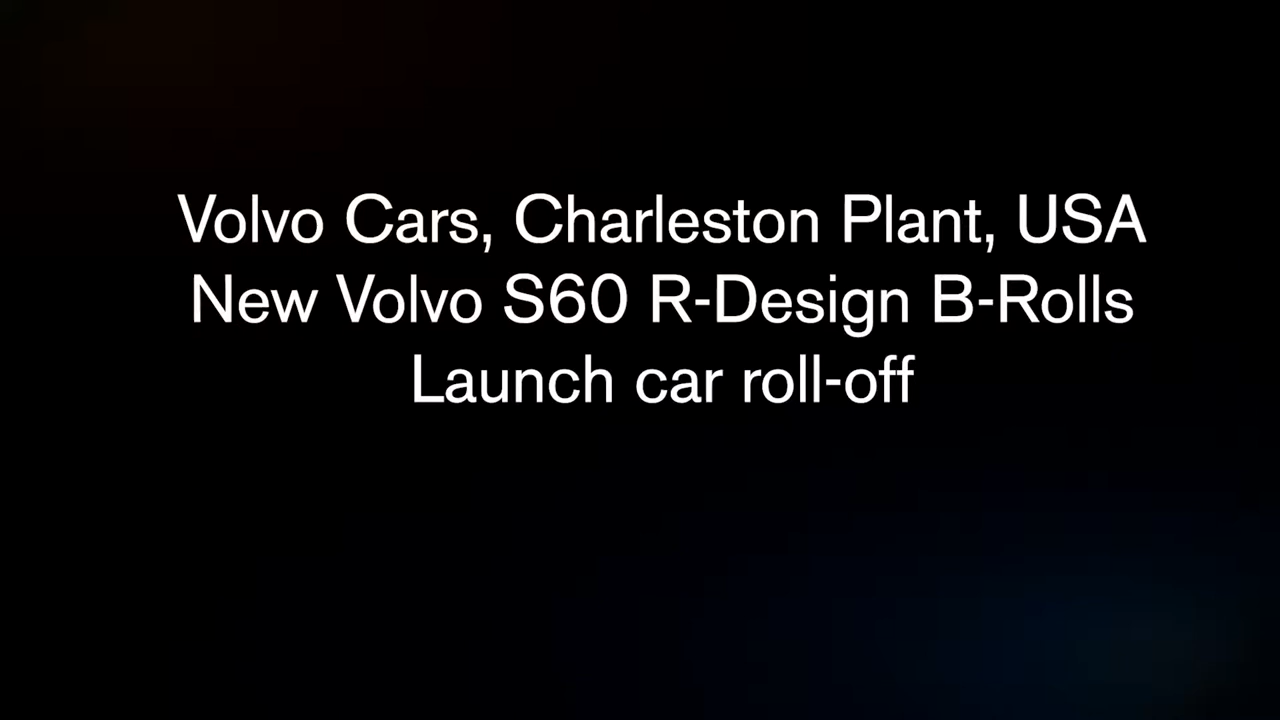 Volvo Cars, Charleston Plant, USA
New Volvo S60 R-Design B-Rolls
Launch car roll-off